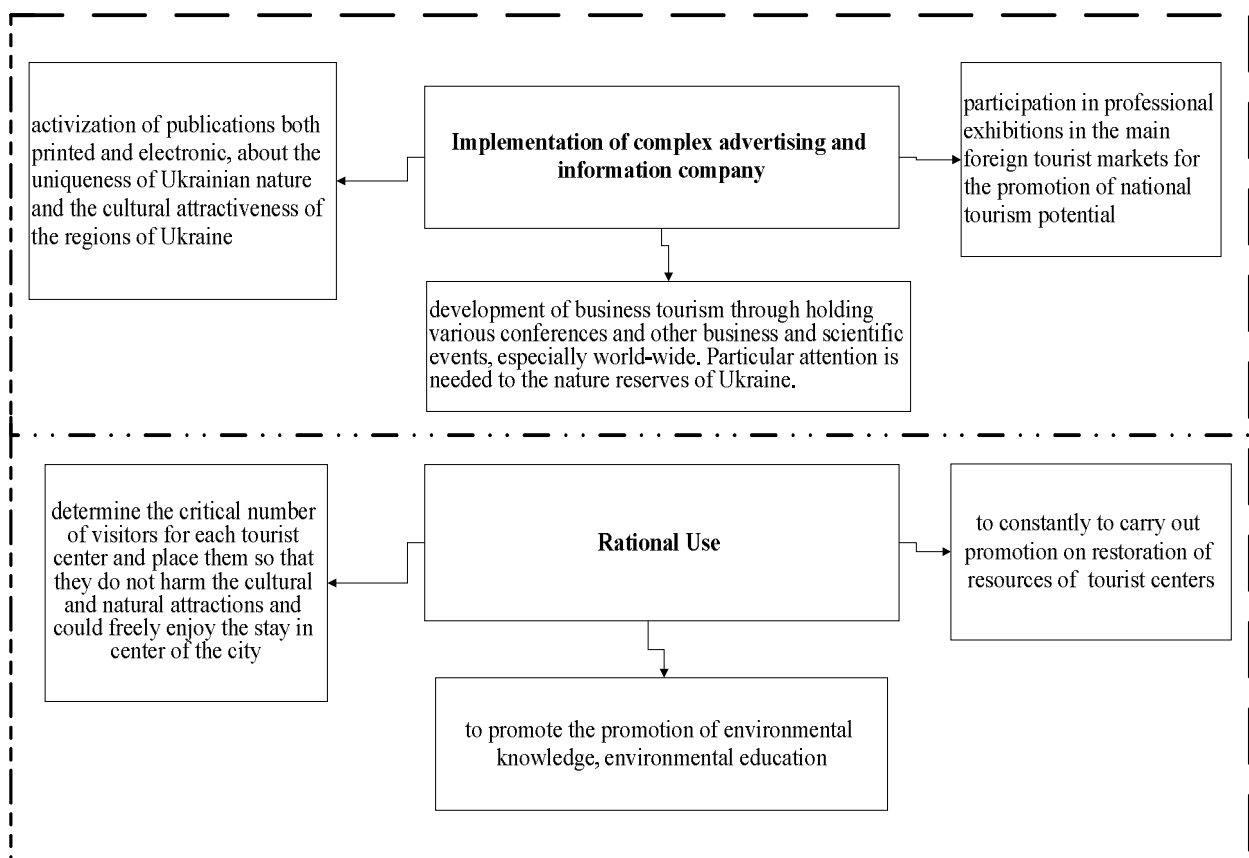 activization of publications both
printed and electronic, about the
uniqueness of Ukrainian nature
and the cultural attractiveness of
the regions of Ukraine
Implementation of complex advertising and
information company
participation in professional
exhibitions in the main
foreign tourist markets for
the promotion of national
tourism potential
development of business tourism through holding
various conferences and other business and scientific
events, especially world-wide. Particular attention is
needed to the nature reserves of Ukraine.
determine the critical number
of visitors for each tourist
center and place them so that
they do not harm the cultural
and natural attractions and
could freely enjoy the stay in
center of the city
Rational Use
to constantly to carry out
promotion on restoration of
resources of tourist centers
to promote the promotion of environmental
knowledge, environmental education